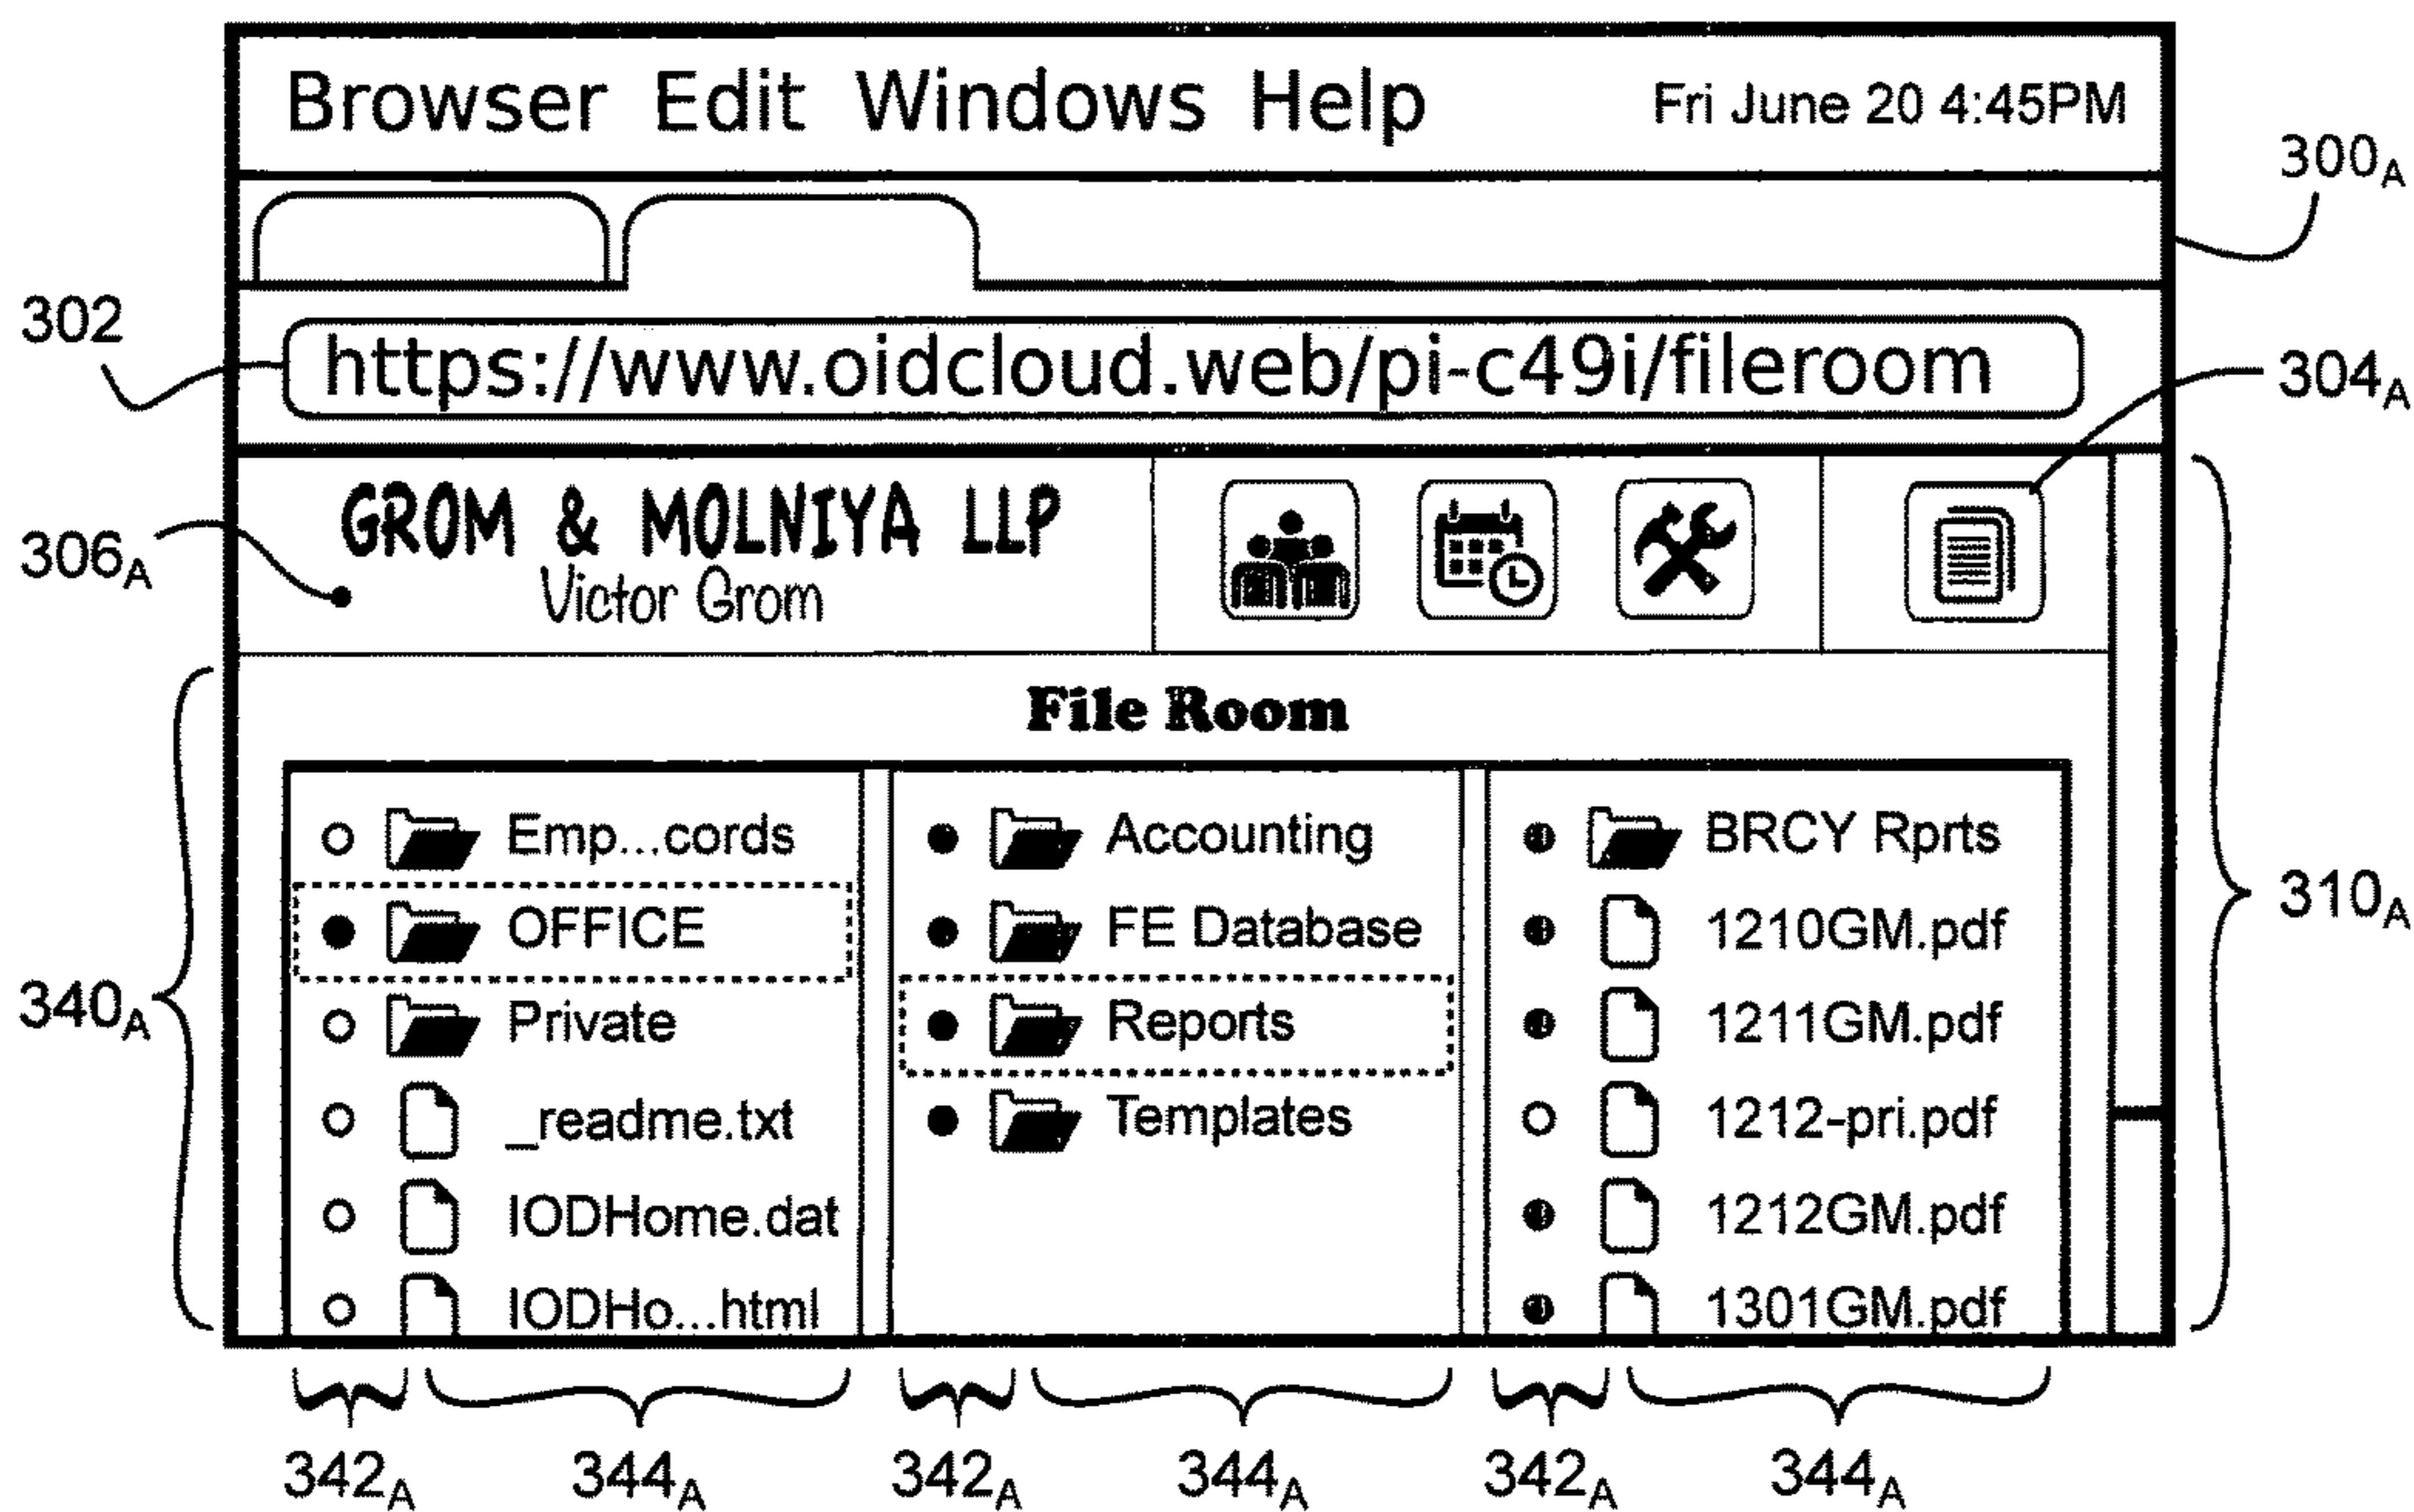 Browser Edit Windows Help Fri June 20 4:45PM
300A
302
https://www.oidcloud.web/pi-c49i/fileroom
304A
GROM & MOLNIYA LLP
Victor Grom
306A
File Room
Emp...cords Accounting BRCY Rprts
OFFICE FE Database 1210GM.pdf
310A
Private Reports 1211GM.pdf
340A
_readme.txt Templates 1212-pri.pdf
IODHome.dat 1212GM.pdf
IODHo...html 1301GM.pdf
342A 344A 342A 344A 342A 344A